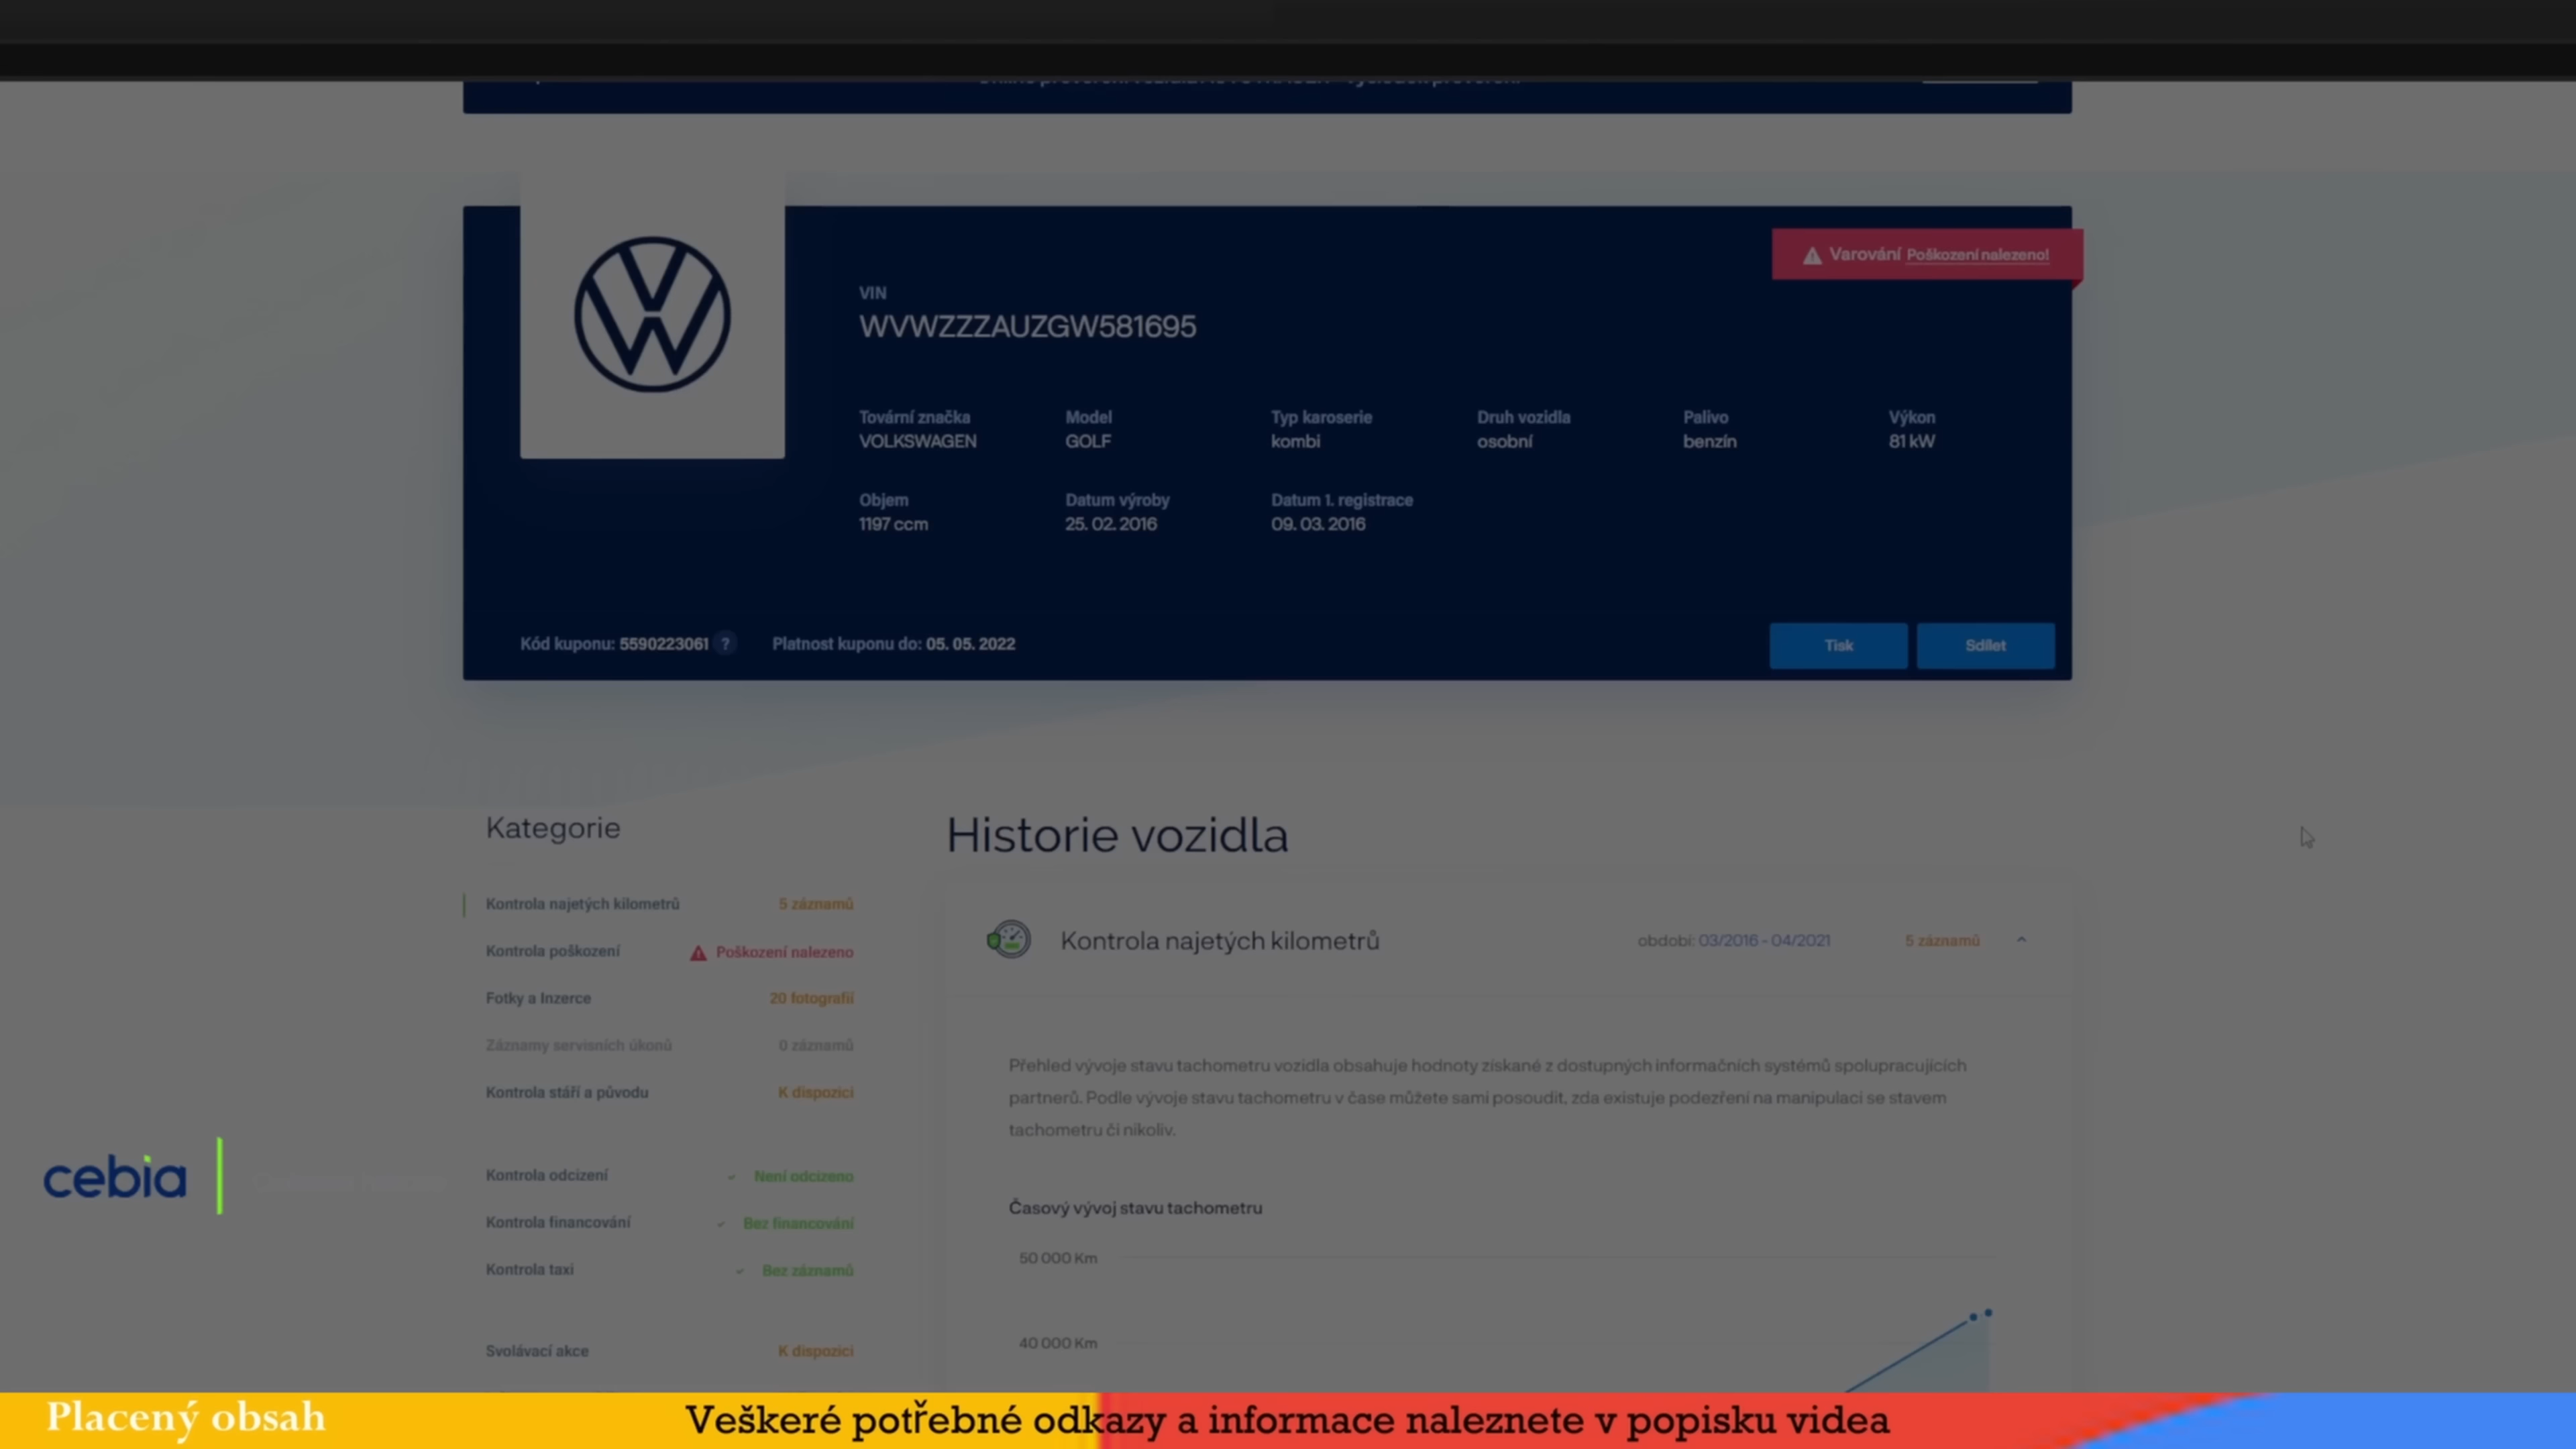 Varování Poškození nalezeno!
VIN
WVWZZZAUZGW581695
Tovární značka Model Typ karoserie Druh vozidla Palivo Výkon
VOLKSWAGEN GOLF kombi osobní benzín 81 kW
Objem Datum výroby Datum 1. registrace
1197 ccm 25. 02. 2016 09. 03. 2016
Kód kuponu: 5590223061 ? Platnost kuponu do: 05. 05. 2022
Tisk Sdílet
Kategorie
Kontrola najetých kilometrů 5 záznamů
Kontrola poškození Poškození nalezeno
Fotky a Inzerce 20 fotografií
Záznamy servisních úkonů 0 záznamů
Kontrola stáří a původu K dispozici
Kontrola odcizení Není odcizeno
Kontrola financování Bez financování
Kontrola taxi Bez záznamů
Svolávací akce K dispozici
Historie vozidla
Kontrola najetých kilometrů období: 03/2016 - 04/2021 5 záznamů
Přehled vývoje stavu tachometru vozidla obsahuje hodnoty získané z dostupných informačních systémů spolupracujících
partnerů. Podle vývoje stavu tachometru v čase můžete sami posoudit, zda existuje podezření na manipulaci se stavem
tachometru či nikoliv.
Časový vývoj stavu tachometru
50 000 Km
40 000 Km
cebia
Placený obsah
Veškeré potřebné odkazy a informace naleznete v popisku videa